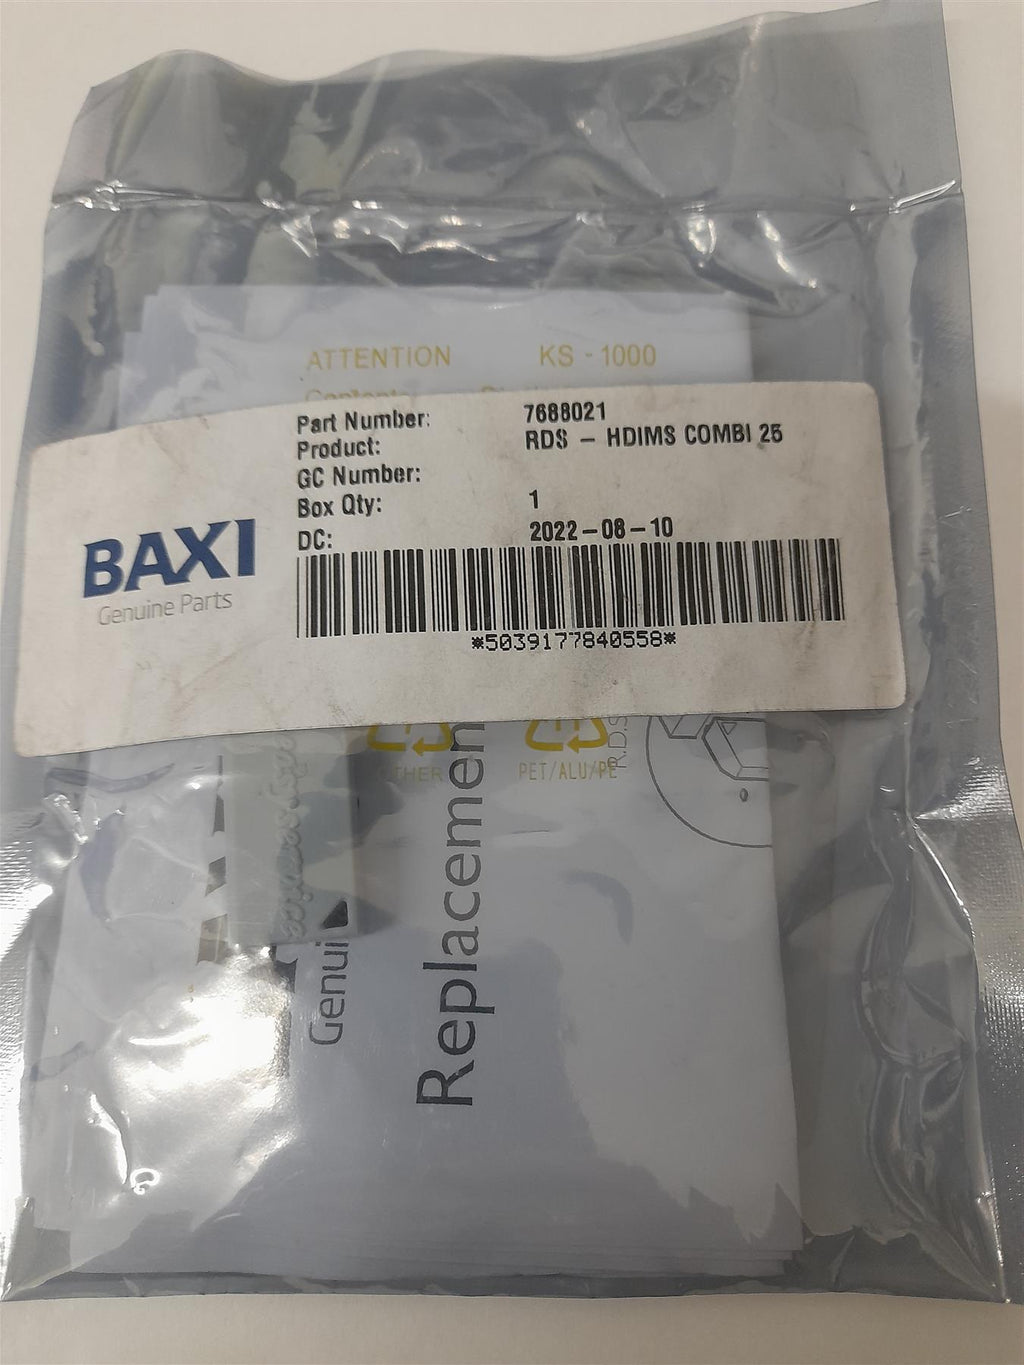 ATTENTION KS - 1000
Part Number: 7688021
Product: RDS - HDIMS COMBI 25
GC Number:
Box Qty: 1
DC: 2022-08-10
BAXI
Genuine Parts
*5039177840558*
PET/ALU/PE
R.D.S
Genui
Replacemen